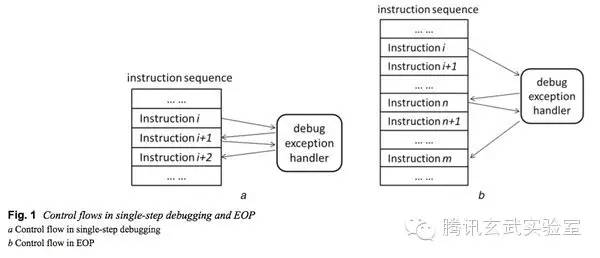 instruction sequence
... ...
Instruction i
Instruction i+1
Instruction i+2
... ...
debug
exception
handler
a
instruction sequence
... ...
Instruction i
Instruction i+1
... ...
Instruction n
Instruction n+1
... ...
Instruction m
... ...
debug
exception
handler
b
Fig. 1 Control flows in single-step debugging and EOP
a Control flow in single-step debugging
b Control flow in EOP
腾讯玄武实验室